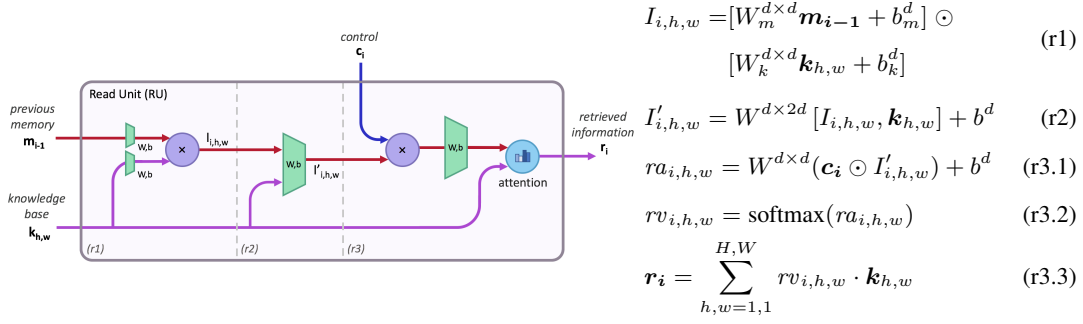 control
c_i
Read Unit (RU)
previous
memory
m_{i-1}
W,b
W,b
×
I_{i,h,w}
W,b
I'_{i,h,w}
×
W,b
attention
retrieved
information
r_i
knowledge
base
k_{h,w}
(r1)
(r2)
(r3)
I_{i,h,w} =[W_m^{d×d} m_{i-1} + b_m^d] ⊙
[W_k^{d×d} k_{h,w} + b_k^d]
(r1)
I'_{i,h,w} = W^{d×2d} [I_{i,h,w}, k_{h,w}] + b^d (r2)
ra_{i,h,w} = W^{d×d}(c_i ⊙ I'_{i,h,w}) + b^d (r3.1)
rv_{i,h,w} = softmax(ra_{i,h,w}) (r3.2)
r_i = \sum_{h,w=1,1}^{H,W} rv_{i,h,w} · k_{h,w} (r3.3)